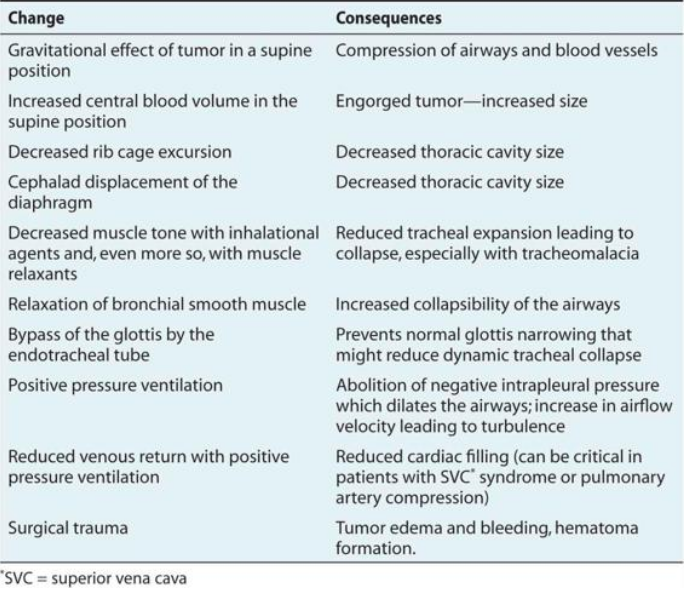 Change Consequences
Gravitational effect of tumor in a supine Compression of airways and blood vessels
position
Increased central blood volume in the Engorged tumor—increased size
supine position
Decreased rib cage excursion Decreased thoracic cavity size
Cephalad displacement of the Decreased thoracic cavity size
diaphragm
Decreased muscle tone with inhalational Reduced tracheal expansion leading to
agents and, even more so, with muscle collapse, especially with tracheomalacia
relaxants
Relaxation of bronchial smooth muscle Increased collapsibility of the airways
Bypass of the glottis by the Prevents normal glottis narrowing that
endotracheal tube might reduce dynamic tracheal collapse
Positive pressure ventilation Abolition of negative intrapleural pressure
which dilates the airways; increase in airflow
velocity leading to turbulence
Reduced venous return with positive Reduced cardiac filling (can be critical in
pressure ventilation patients with SVC* syndrome or pulmonary
artery compression)
Surgical trauma Tumor edema and bleeding, hematoma
formation.
*SVC = superior vena cava